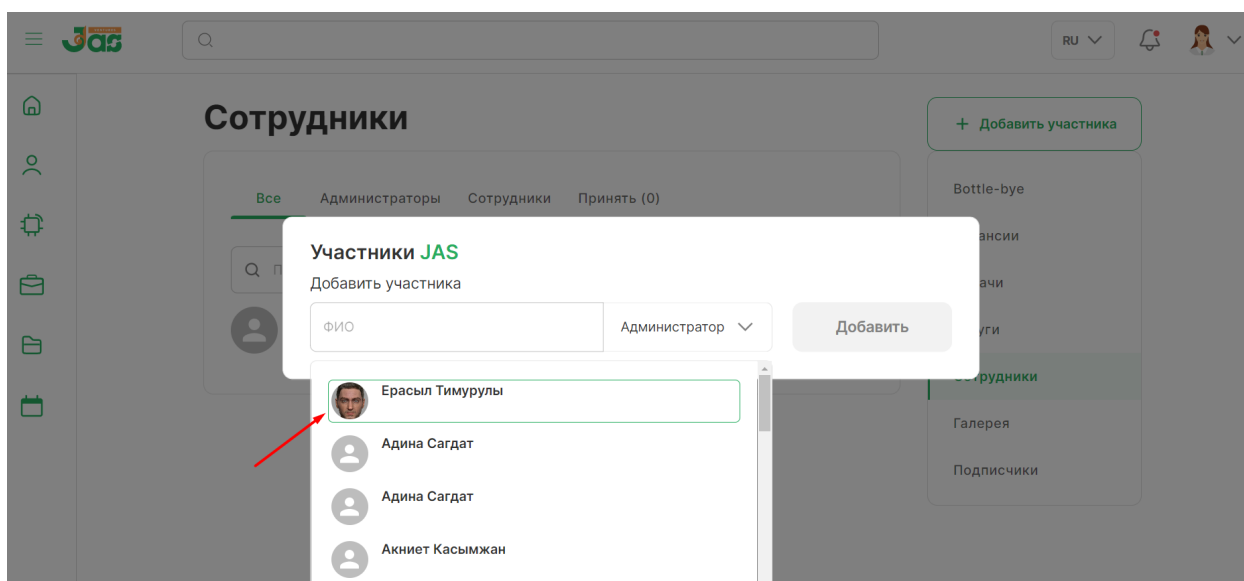 Jas
RU
Сотрудники
+ Добавить участника
Все Администраторы Сотрудники Принять (0)
Bottle-bye
Участники JAS
Добавить участника
ФИО
Администратор
Добавить
Ерасыл Тимурулы
Адина Сагдат
Адина Сагдат
Акниет Касымжан
Галерея
Подписчики